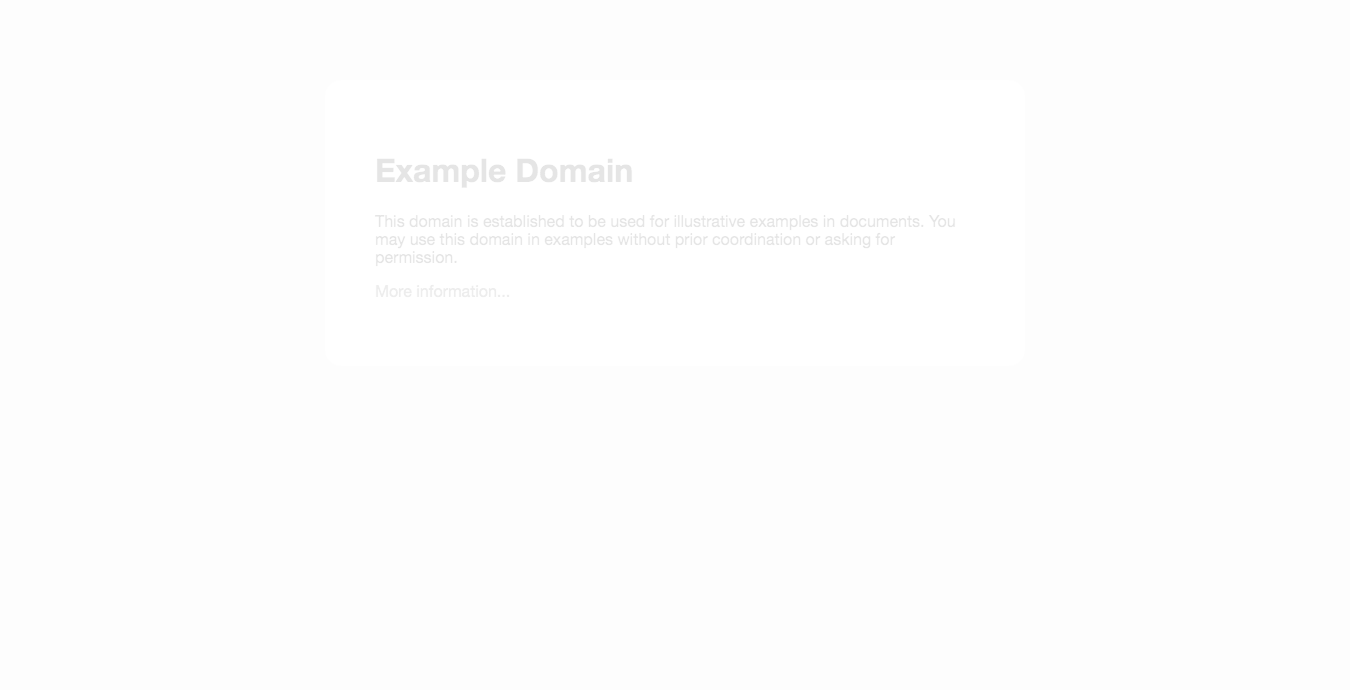 Example Domain
This domain is established to be used for illustrative examples in documents. You
may use this domain in examples without prior coordination or asking for
permission.
More information...